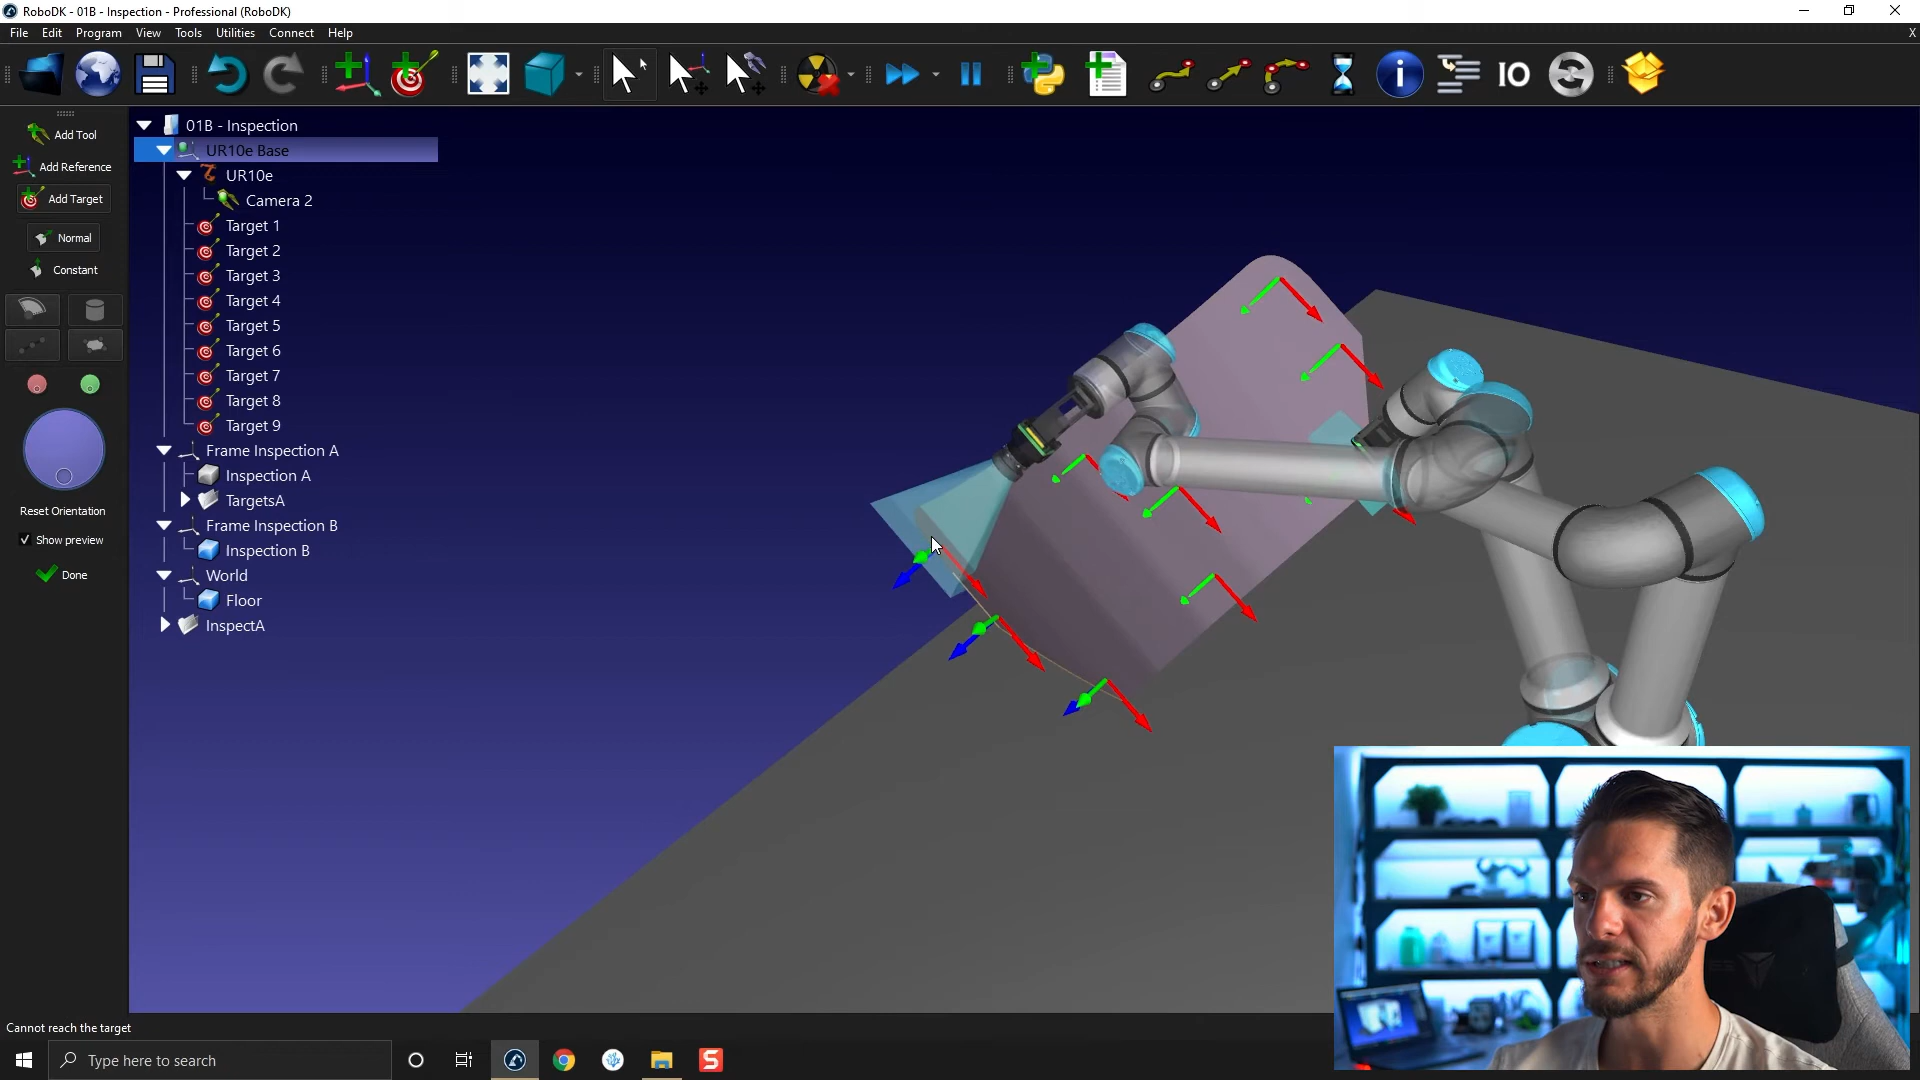 RoboDK - 01B - Inspection - Professional (RoboDK)
File Edit Program View Tools Utilities Connect Help X
IO
Add Tool
Add Reference
Add Target
Normal
Constant
Reset Orientation
Show preview
Done
01B - Inspection
UR10e Base
UR10e
Camera 2
Target 1
Target 2
Target 3
Target 4
Target 5
Target 6
Target 7
Target 8
Target 9
Frame Inspection A
Inspection A
TargetsA
Frame Inspection B
Inspection B
World
Floor
InspectA
Cannot reach the target
Type here to search
S